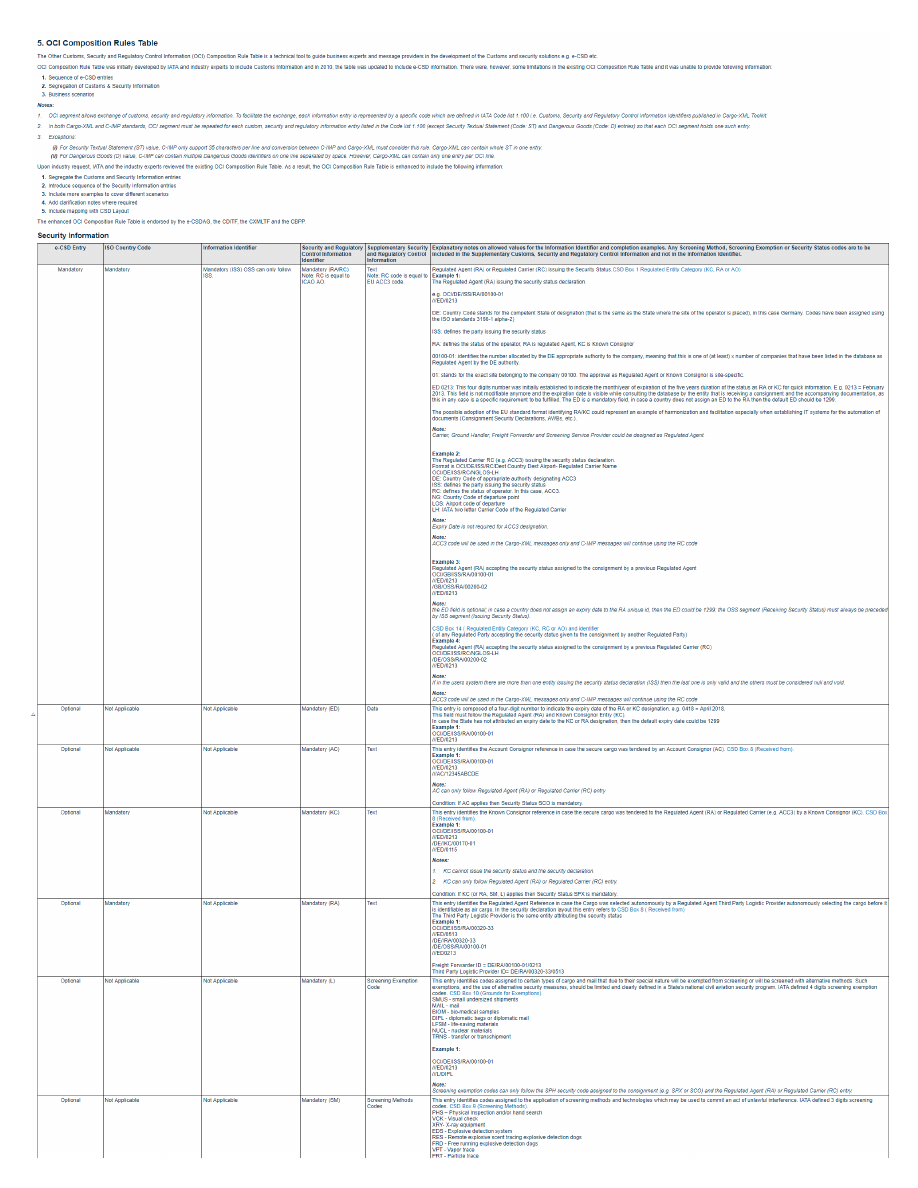 5. OCI Composition Rules Table
The Other Customs, Security and Regulatory Control Information (OCI) Composition Rule Table is a technical tool to guide business experts and message providers in the development of the Customs and security solutions e.g. e-CSD etc.
OCI Composition Rule Table was initially developed by IATA and industry experts to include Customs Information and in 2010, the table was updated to include e-CSD information. There were, however, some limitations in the existing OCI Composition Rule Table and it was unable to provide following information:
1. Sequence of e-CSD entries
2. Segregation of Customs & Security Information
3. Business scenarios
Notes:
1. OCI segment allows exchange of customs, security and regulatory information. To facilitate the exchange, each information entry is represented by a specific code which are defined in IATA Code list 1.100 i.e. Customs, Security and Regulatory Control Information Identifiers published in Cargo-XML Toolkit.
2. In both Cargo-XML and C-IMP standards, OCI segment must be repeated for each custom, security and regulatory information entry listed in the Code list 1.100 (except Security Textual Statement (Code: ST) and Dangerous Goods (Code: D) entries) so that each OCI segment holds one such entry.
3. Exceptions:
(i) For Security Textual Statement (ST) value, C-IMP only support 35 characters per line and conversion between C-IMP and Cargo-XML must consider this rule. Cargo-XML can contain whole ST in one entry.
(ii) For Dangerous Goods (D) value, C-IMP can contain multiple Dangerous Goods identifiers on one line separated by space. However, Cargo-XML can contain only one entry per OCI line.
Upon industry request, IATA and the industry experts reviewed the existing OCI Composition Rule Table. As a result, the OCI Composition Rule Table is enhanced to include the following information:
1. Segregate the Customs and Security Information entries
2. Introduce sequence of the Security Information entries
3. Include more examples to cover different scenarios
4. Add clarification notes where required
5. Include mapping with CSD Layout
The enhanced OCI Composition Rule Table is endorsed by the e-CSDAG, the CDITF, the CXMLTF and the CBPP.
Security Information
e-CSD Entry
ISO Country Code
Information Identifier
Security and Regulatory
Control Information
Identifier
Supplementary Security
and Regulatory Control
Information
Explanatory notes on allowed values for the Information Identifier and completion examples. Any Screening Method, Screening Exemption or Security Status codes are to be
included in the Supplementary Customs, Security and Regulatory Control Information and not in the Information Identifier.
Mandatory
Mandatory
Mandatory (ISS) OSS can only follow
ISS.
Mandatory (RA/RC)
Note: RC is equal to
ICAO AO.
Text
Note: RC code is equal to
EU ACC3 code.
Regulated Agent (RA) or Regulated Carrier (RC) issuing the Security Status CSD Box 1 Regulated Entity Category (KC, RA or AO)
Example 1:
The Regulated Agent (RA) issuing the security status declaration
e.g. OCI/DE/ISS/RA/00100-01
///ED/0213
DE: Country Code stands for the competent State of designation (that is the same as the State where the site of the operator is placed), in this case Germany. Codes have been assigned using
the ISO standards 3166-1 alpha-2)
ISS: defines the party issuing the security status
RA: defines the status of the operator, RA is regulated Agent, KC is Known Consignor
00100-01: identifies the number allocated by the DE appropriate authority to the company, meaning that this is one of (at least) x number of companies that have been listed in the database as
Regulated Agent by the DE authority.
01: stands for the exact site belonging to the company 00100. The approval as Regulated Agent or Known Consignor is site-specific.
ED 0213: This four digits number was initially established to indicate the month/year of expiration of the five years duration of the status as RA or KC for quick information. E.g. 0213 = February
2013. This field is not modifiable anymore and the expiration date is visible while consulting the database by the entity that is receiving a consignment and the accompanying documentation, as
this in any case is a specific requirement to be fulfilled. The ED is a mandatory field, in case a country does not assign an ED to the RA then the default ED should be 1299.
The possible adoption of the EU standard format identifying RA/KC could represent an example of harmonization and facilitation especially when establishing IT systems for the automation of
documents (Consignment Security Declarations, AWBs, etc.).
Note:
Carrier, Ground Handler, Freight Forwarder and Screening Service Provider could be designed as Regulated Agent
Example 2:
The Regulated Carrier RC (e.g. ACC3) issuing the security status declaration.
Format is OCI/DE/ISS/RC/Dest Country Dest Airport- Regulated Carrier Name
OCI/DE/ISS/RC/NGLOS-LH
DE: Country Code of appropriate authority designating ACC3
ISS: defines the party issuing the security status
RC: defines the status of operator. In this case, ACC3.
NG: Country Code of departure point
LOS: Airport code of departure
LH: IATA two letter Carrier Code of the Regulated Carrier
Note:
Expiry Date is not required for ACC3 designation.
Note:
ACC3 code will be used in the Cargo-XML messages only and C-IMP messages will continue using the RC code
Example 3:
Regulated Agent (RA) accepting the security status assigned to the consignment by a previous Regulated Agent
OCI/GB/ISS/RA/00100-01
///ED/0213
/GB/OSS/RA/00200-02
///ED/0213
Note:
the ED field is optional; in case a country does not assign an expiry date to the RA unique id, then the ED could be 1299, the OSS segment (Receiving Security Status) must always be preceded
by ISS segment (Issuing Security Status).
CSD Box 14 ( Regulated Entity Category (KC, RC or AO) and identifier
( of any Regulated Party accepting the security status given to the consignment by another Regulated Party)
Example 4:
Regulated Agent (RA) accepting the security status assigned to the consignment by a previous Regulated Carrier (RC)
OCI/DE/ISS/RC/NGLOS-LH
/DE/OSS/RA/00200-02
///ED/0213
Note:
If in the users system there are more than one entity issuing the security status declaration (ISS) then the last one is only valid and the others must be considered null and void.
Note:
ACC3 code will be used in the Cargo-XML messages only and C-IMP messages will continue using the RC code
Optional
Not Applicable
Not Applicable
Mandatory (ED)
Date
This entry is composed of a four-digit number to indicate the expiry date of the RA or KC designation, e.g. 0418 = April 2018.
This field must follow the Regulated Agent (RA) and Known Consignor Entry (KC).
In case the State has not attributed an expiry date to the KC or RA designation, then the default expiry date could be 1299
Example 1:
OCI/DE/ISS/RA/00100-01
///ED/0213
Optional
Not Applicable
Not Applicable
Mandatory (AC)
Text
This entry identifies the Account Consignor reference in case the secure cargo was tendered by an Account Consignor (AC). CSD Box 8 (Received from)
Example 1:
OCI/DE/ISS/RA/00100-01
///ED/0213
///AC/12345ABCDE
Note:
AC can only follow Regulated Agent (RA) or Regulated Carrier (RC) entry
Condition: If AC applies then Security Status SCO is mandatory.
Optional
Mandatory
Not Applicable
Mandatory (KC)
Text
This entry identifies the Known Consignor reference in case the secure cargo was tendered to the Regulated Agent (RA) or Regulated Carrier (e.g. ACC3) by a Known Consignor (KC). CSD Box
8 (Received from)
Example 1:
OCI/DE/ISS/RA/00100-01
///ED/0213
/DE//KC/00110-01
///ED/0115
Notes:
1. KC cannot issue the security status and the security declaration
2. KC can only follow Regulated Agent (RA) or Regulated Carrier (RC) entry.
Condition: If KC (or RA, SM, L) applies then Security Status SPX is mandatory.
Optional
Mandatory
Not Applicable
Mandatory (RA)
Text
This entry identifies the Regulated Agent Reference in case the Cargo was selected autonomously by a Regulated Agent Third Party Logistic Provider autonomously selecting the cargo before it
is identifiable as air cargo. In the security declaration layout this entry refers to CSD Box 8 ( Received from)
The Third Party Logistic Provider is the same entity attributing the security status
Example 1:
OCI/DE/ISS/RA/00320-33
///ED/0513
/DE//RA/00320-33
/DE/OSS/RA/00100-01
///ED0213
Freight Forwarder ID = DE/RA/00100-01/0213
Third Party Logistic Provider ID= DE/RA/00320-33/0513
Optional
Not Applicable
Not Applicable
Mandatory (L)
Screening Exemption
Code
This entry identifies codes assigned to certain types of cargo and mail that due to their special nature will be exempted from screening or will be screened with alternative methods. Such
exemptions, and the use of alternative security measures, should be limited and clearly defined in a State's national civil aviation security program. IATA defined 4 digits screening exemption
codes. CSD Box 10 (Grounds for Exemptions).
SMUS - small undersized shipments
MAIL - mail
BIOM - bio-medical samples
DIPL - diplomatic bags or diplomatic mail
LFSM - life-saving materials
NUCL - nuclear materials
TRNS - transfer or transhipment
Example 1:
OCI/DE/ISS/RA/00100-01
///ED/0213
///L/DIPL
Note:
Screening exemption codes can only follow the SPH security code assigned to the consignment (e.g. SPX or SCO) and the Regulated Agent (RA) or Regulated Carrier (RC) entry
Optional
Not Applicable
Not Applicable
Mandatory (SM)
Screening Methods
Codes
This entry identifies codes assigned to the application of screening methods and technologies which may be used to commit an act of unlawful interference. IATA defined 3 digits screening
codes. CSD Box 9 (Screening Methods).
PHS – Physical Inspection and/or hand search
VCK - Visual check
XRY- X-ray equipment
EDS - Explosive detection system
RES - Remote explosive scent tracing explosive detection dogs
FRD - Free running explosive detection dogs
VPT - Vapor trace
PRT - Particle trace